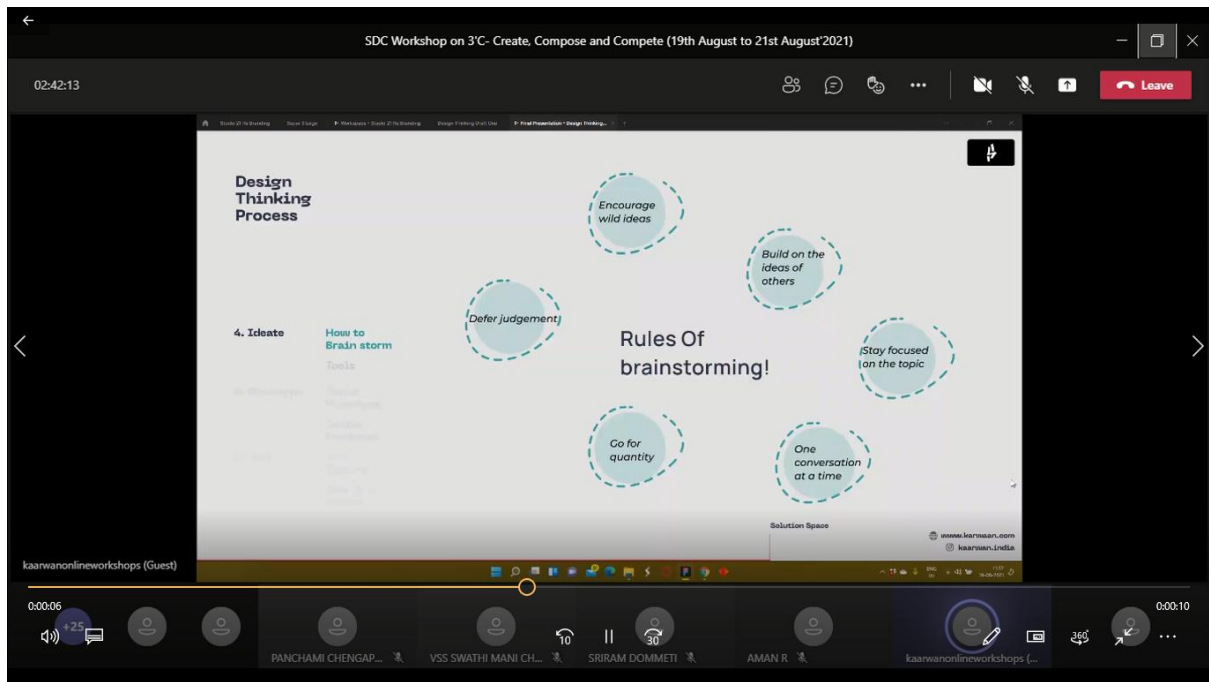 SDC Workshop on 3'C- Create, Compose and Compete (19th August to 21st August'2021)
02:42:13
Leave
Design
Thinking
Process
Encourage
wild ideas
Build on the
ideas of
others
Defer judgement
4. Ideate
How to
Brain storm
Tools
Rules Of
brainstorming!
Stay focused
on the topic
Go for
quantity
One
conversation
at a time
Solution Space
www.karwaan.com
kaarwan.india
kaarwanonlineworkshops (Guest)
0:00:06
0:00:10
+25
10
30
360
PANCHAMI CHENGAP...
VSS SWATHI MANI CH...
SRIRAM DOMMETI
AMAN R
kaarwanonlineworkshops (...